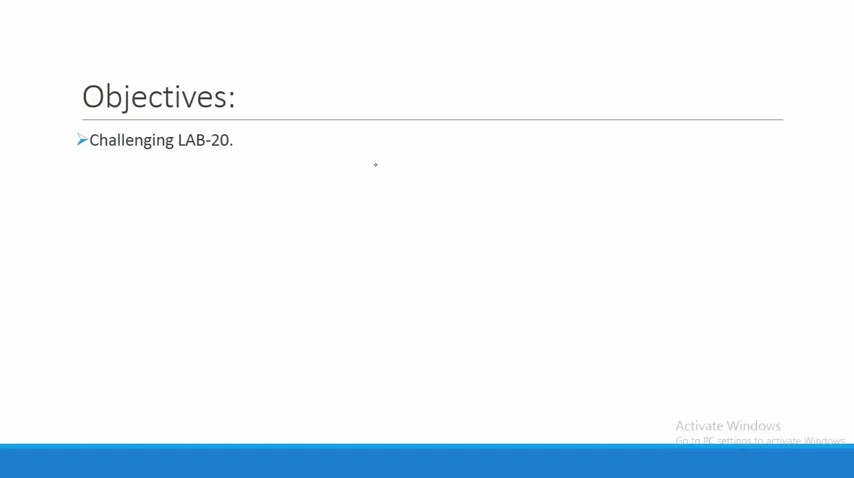 Objectives:
Challenging LAB-20.
Activate Windows
Go to PC settings to activate Windows.